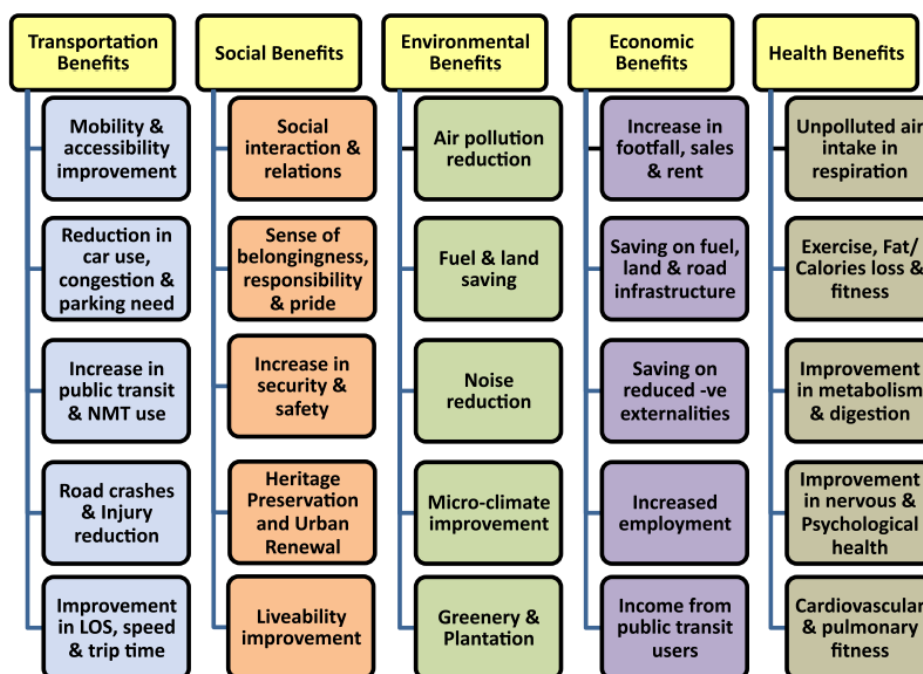 Transportation
Benefits
Mobility &
accessibility
improvement
Reduction in
car use,
congestion &
parking need
Increase in
public transit
& NMT use
Road crashes
& Injury
reduction
Improvement
in LOS, speed
& trip time
Social Benefits
Social
interaction &
relations
Sense of
belongingness,
responsibility
& pride
Increase in
security &
safety
Heritage
Preservation
and Urban
Renewal
Liveability
improvement
Environmental
Benefits
Air pollution
reduction
Fuel & land
saving
Noise
reduction
Micro-climate
improvement
Greenery &
Plantation
Economic
Benefits
Increase in
footfall, sales
& rent
Saving on fuel,
land & road
infrastructure
Saving on
reduced -ve
externalities
Increased
employment
Income from
public transit
users
Health Benefits
Unpolluted air
intake in
respiration
Exercise, Fat/
Calories loss &
fitness
Improvement
in metabolism
& digestion
Improvement
in nervous &
Psychological
health
Cardiovascular
& pulmonary
fitness